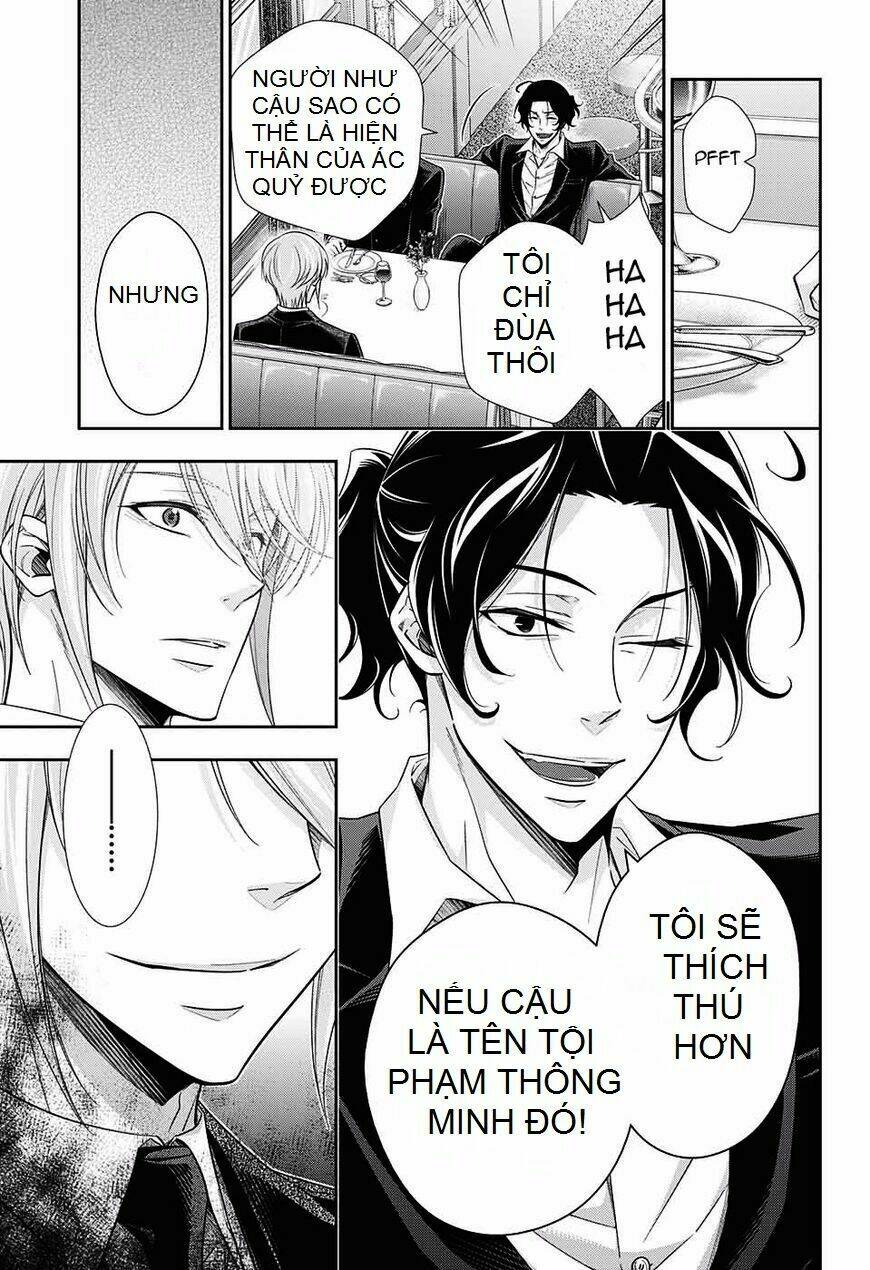 PFFT
HA
HA
HA
TÔI
CHỈ
ĐÙA
THÔI
NGƯỜI NHƯ
CẬU SAO CÓ
THỂ LÀ HIỆN
THÂN CỦA ÁC
QUỶ ĐƯỢC
NHƯNG
TÔI SẼ
THÍCH
THÚ
HƠN
NẾU CẬU
LÀ TÊN TỘI
PHẠM THÔNG
MINH ĐÓ!